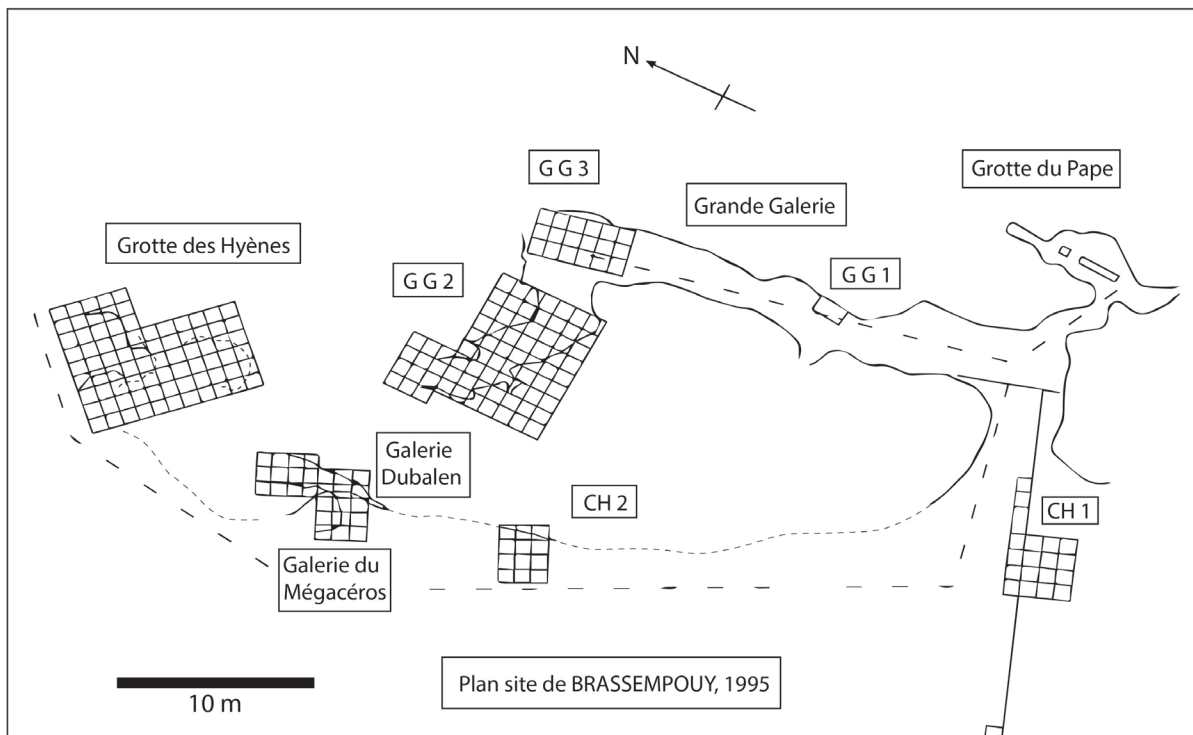 N
G G 3
Grotte du Pape
Grande Galerie
Grotte des Hyènes
G G 2
G G 1
Galerie
Dubalen
CH 2
CH 1
Galerie du
Mégacéros
Plan site de BRASSEMPOUY, 1995
10 m